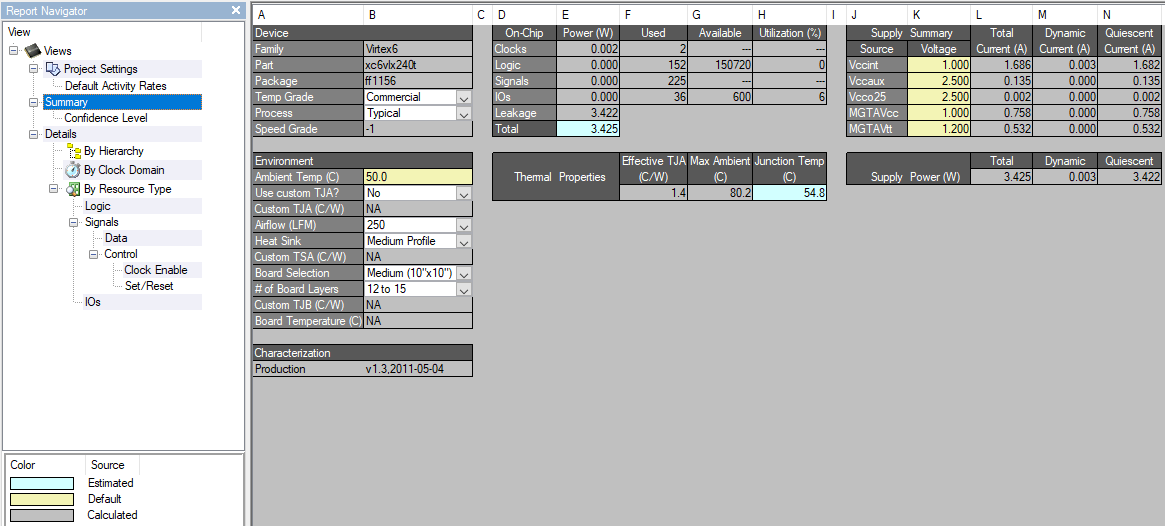 Report Navigator
View
Views
Project Settings
Default Activity Rates
Summary
Confidence Level
Details
By Hierarchy
By Clock Domain
By Resource Type
Logic
Signals
Data
Control
Clock Enable
Set/Reset
IOs
Color Source
Estimated
Default
Calculated
A B C D E F G H I J K L M N
Device
Family Virtex6
Part xc6vlx240t
Package ff1156
Temp Grade Commercial
Process Typical
Speed Grade -1
Environment
Ambient Temp (C) 50.0
Use custom TJA? No
Custom TJA (C/W) NA
Airflow (LFM) 250
Heat Sink Medium Profile
Custom TSA (C/W) NA
Board Selection Medium (10"x10")
# of Board Layers 12 to 15
Custom TJB (C/W) NA
Board Temperature (C) NA
Characterization
Production v1.3,2011-05-04
On-Chip Power (W) Used Available Utilization (%)
Clocks 0.002 2 --- ---
Logic 0.000 152 150720 0
Signals 0.000 225 --- ---
IOs 0.000 36 600 6
Leakage 3.422
Total 3.425
Effective TJA Max Ambient Junction Temp
Thermal Properties (C/W) (C) (C)
1.4 80.2 54.8
Supply Summary Total Dynamic Quiescent
Source Voltage Current (A) Current (A) Current (A)
Vccint 1.000 1.686 0.003 1.682
Vccaux 2.500 0.135 0.000 0.135
Vcco25 2.500 0.002 0.000 0.002
MGTAVcc 1.000 0.758 0.000 0.758
MGTAVtt 1.200 0.532 0.000 0.532
Total Dynamic Quiescent
Supply Power (W) 3.425 0.003 3.422